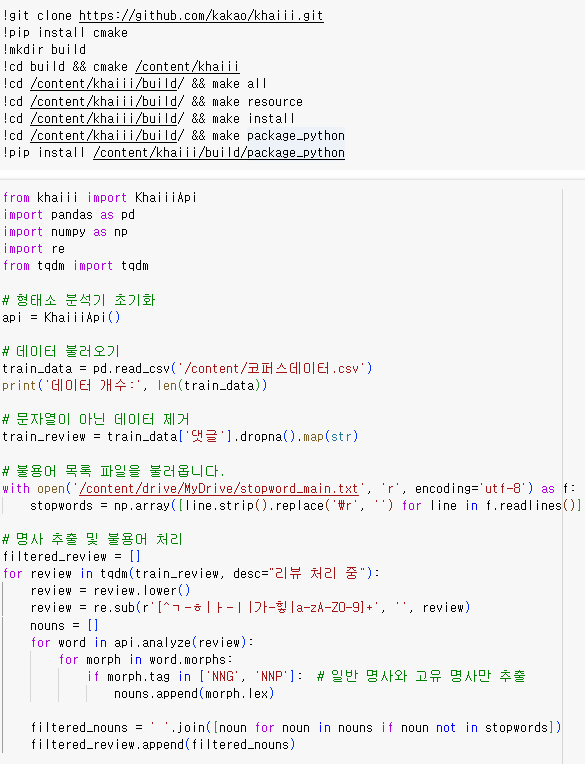 !git clone https://github.com/kakao/khaiii.git
!pip install cmake
!mkdir build
!cd build && cmake /content/khaiii
!cd /content/khaiii/build/ && make all
!cd /content/khaiii/build/ && make resource
!cd /content/khaiii/build/ && make install
!cd /content/khaiii/build/ && make package_python
!pip install /content/khaiii/build/package_python
from khaiii import KhaiiiApi
import pandas as pd
import numpy as np
import re
from tqdm import tqdm
# 형태소 분석기 초기화
api = KhaiiiApi()
# 데이터 불러오기
train_data = pd.read_csv('/content/코퍼스데이터.csv')
print('데이터 개수:', len(train_data))
# 문자열이 아닌 데이터 제거
train_review = train_data['댓글'].dropna().map(str)
# 불용어 목록 파일을 불러옵니다.
with open('/content/drive/MyDrive/stopword_main.txt', 'r', encoding='utf-8') as f:
stopwords = np.array([line.strip().replace('₩r', '') for line in f.readlines()]
# 명사 추출 및 불용어 처리
filtered_review = []
for review in tqdm(train_review, desc="리뷰 처리 중"):
review = review.lower()
review = re.sub(r'[^ㄱ-ㅎ|ㅏ-ㅣ|가-힣|a-zA-Z0-9]+', '', review)
nouns = []
for word in api.analyze(review):
for morph in word.morphs:
if morph.tag in ['NNG', 'NNP']: # 일반 명사와 고유 명사만 추출
nouns.append(morph.lex)
filtered_nouns = ' '.join([noun for noun in nouns if noun not in stopwords])
filtered_review.append(filtered_nouns)